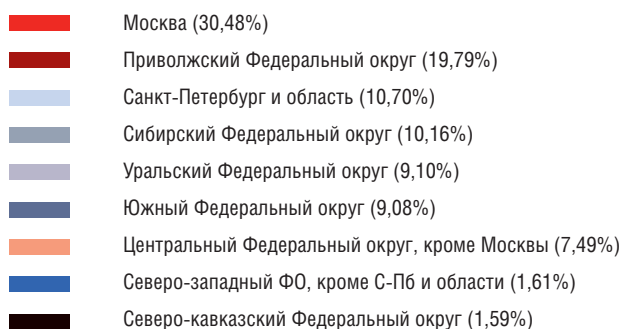 Москва (30,48%)
Приволжский Федеральный округ (19,79%)
Санкт-Петербург и область (10,70%)
Сибирский Федеральный округ (10,16%)
Уральский Федеральный округ (9,10%)
Южный Федеральный округ (9,08%)
Центральный Федеральный округ, кроме Москвы (7,49%)
Северо-западный ФО, кроме С-Пб и области (1,61%)
Северо-кавказский Федеральный округ (1,59%)